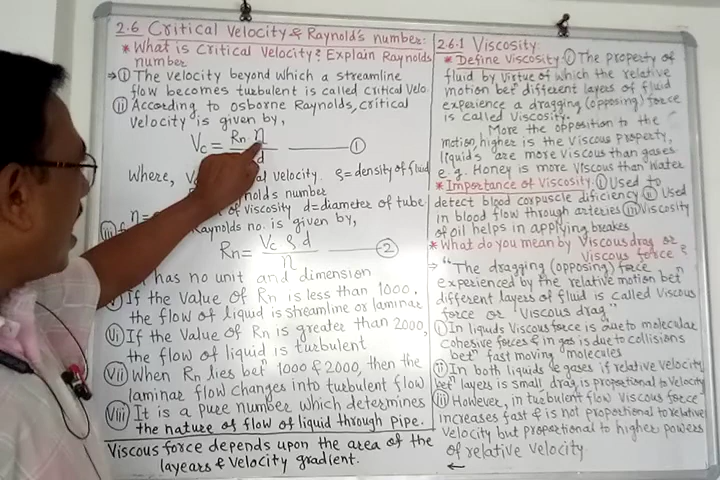 2.6 Critical Velocity & Raynold's number:
* What is Critical Velocity? Explain Raynolds
number
⇒ (i) The velocity beyond which a streamline
flow becomes turbulent is called critical Velo
(ii) According to osborne Raynolds, critical
Velocity is given by,
Vc = Rn η
d ——— (1)
Where, velocity. ρ = density of fluid
Reynolds number
of viscosity d = diameter of tube
(iii) Raynolds no. is given by,
Rn = Vc ρ d / η ——— (2)
has no unit and dimension
If the Value of Rn is less than 1000.
the flow of liquid is streamline or laminar
(vi) If the Value of Rn is greater than 2000,
the flow of liquid is turbulent
(vii) When Rn lies betn 1000 & 2000, then the
laminar flow changes into turbulent flow
(viii) It is a pure number which determines
the nature of flow of liquid through pipe.
Viscous force depends upon the area of the
layears & Velocity gradient.
2.6.1 Viscosity:
* Define Viscosity: (i) The property of
fluid by virtue of which the relative
motion betn different layers of fluid
experience a dragging (opposing) force
is called Viscosity.
More the opposition to the
motion, higher is the Viscous property,
liquids are more Viscous than gases
e.g. Honey is more Viscous than Water
* Importance of Viscosity: (i) Used to
detect blood corpuscle dificiency (ii) Used
in blood flow through arteries (iii) Viscosity
of oil helps in applying breakes
* What do you mean by Viscous drag or
Viscous force?
⇒ "The dragging (opposing) force
experienced by the relative motion betn
different layers of fluid is called Viscous
force or Viscous drag"
(i) In liquids Viscous force is due to molecular
cohesive forces & in gas is due to collisions
betn fast moving molecules
(ii) In both liquids & gases if relative velocity
betn layers is small drag is proportional to Velocity
(iii) However, in turbulent flow Viscous force
increases fast & is not proportional to relative
Velocity but proportional to higher powers
of relative Velocity.
←